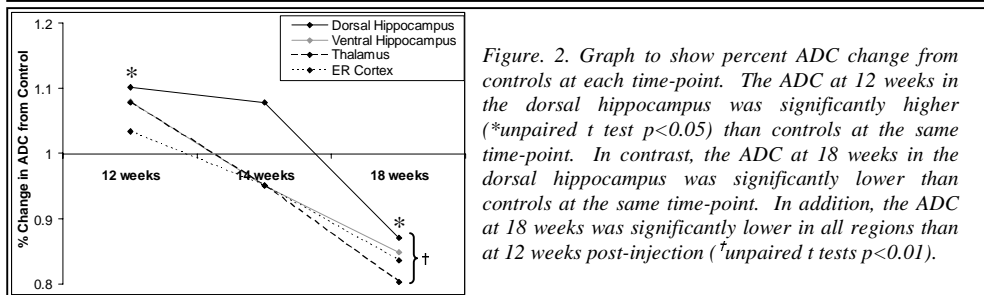 1.2
Dorsal Hippocampus
Ventral Hippocampus
Thalamus
ER Cortex
*
1.1
% Change in ADC from Control
1
12 weeks
14 weeks
18 weeks
0.9
*
†
0.8
Figure. 2. Graph to show percent ADC change from
controls at each time-point. The ADC at 12 weeks in
the dorsal hippocampus was significantly higher
(*unpaired t test p<0.05) than controls at the same
time-point. In contrast, the ADC at 18 weeks in the
dorsal hippocampus was significantly lower than
controls at the same time-point. In addition, the ADC
at 18 weeks was significantly lower in all regions than
at 12 weeks post-injection (†unpaired t tests p<0.01).